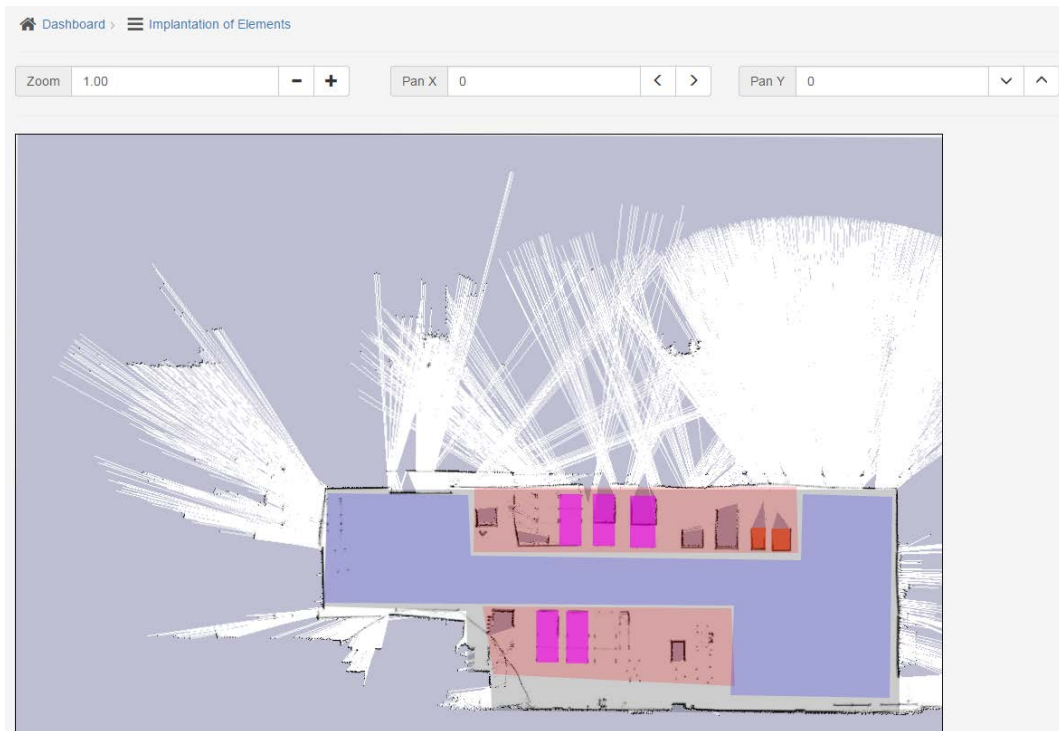 Dashboard > Implantation of Elements
Zoom 1.00 - + Pan X 0 < > Pan Y 0